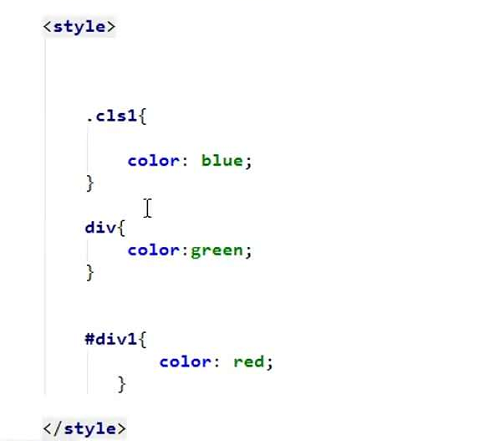 <style>
.cls1{
color: blue;
}
div{
color:green;
}
#div1{
color: red;
}
</style>